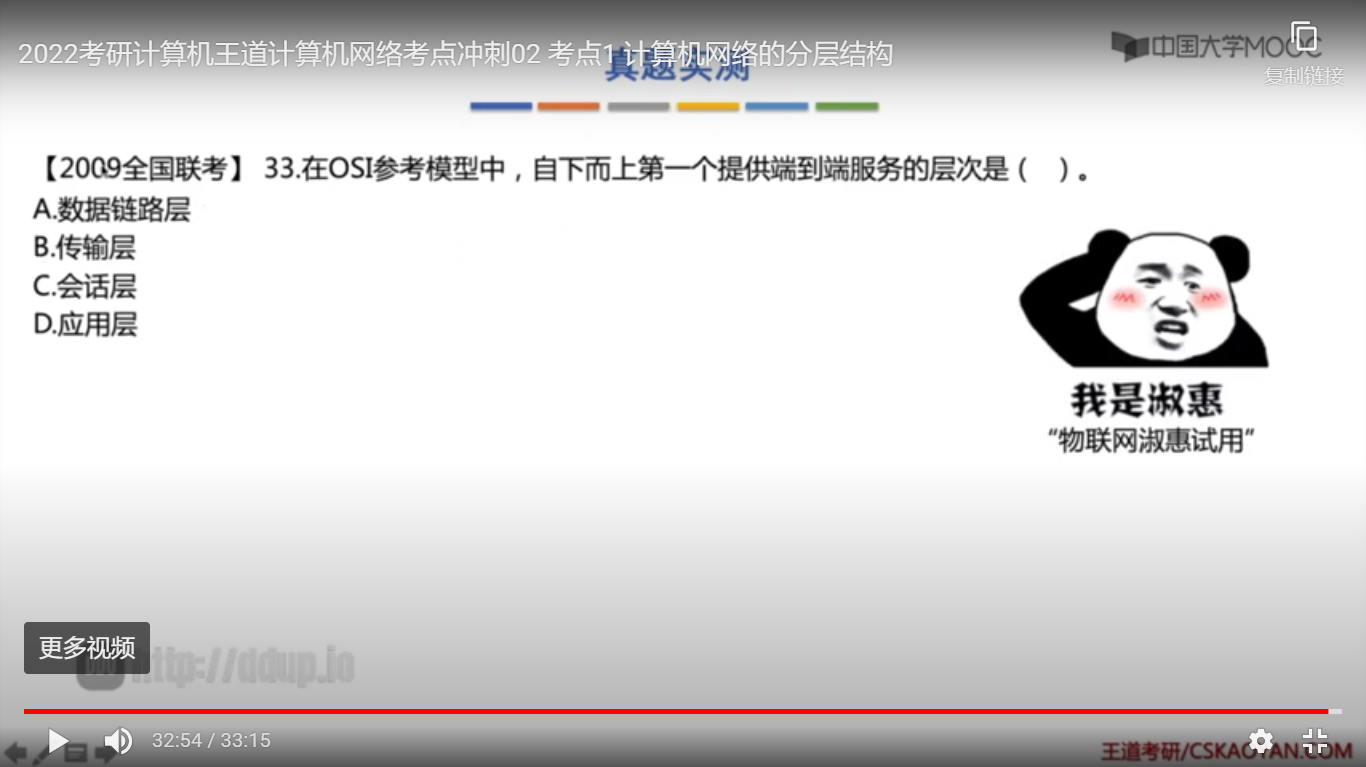 2022考研计算机王道计算机网络考点冲刺02 考点1 计算机网络的分层结构
真题实测
中国大学MOOC
复制链接
【2009全国联考】 33.在OSI参考模型中，自下而上第一个提供端到端服务的层次是（ ）。
A.数据链路层
B.传输层
C.会话层
D.应用层
我是淑惠
“物联网淑惠试用”
更多视频
http://ddup.io
32:54 / 33:15
王道考研/CSKAOYAN.COM